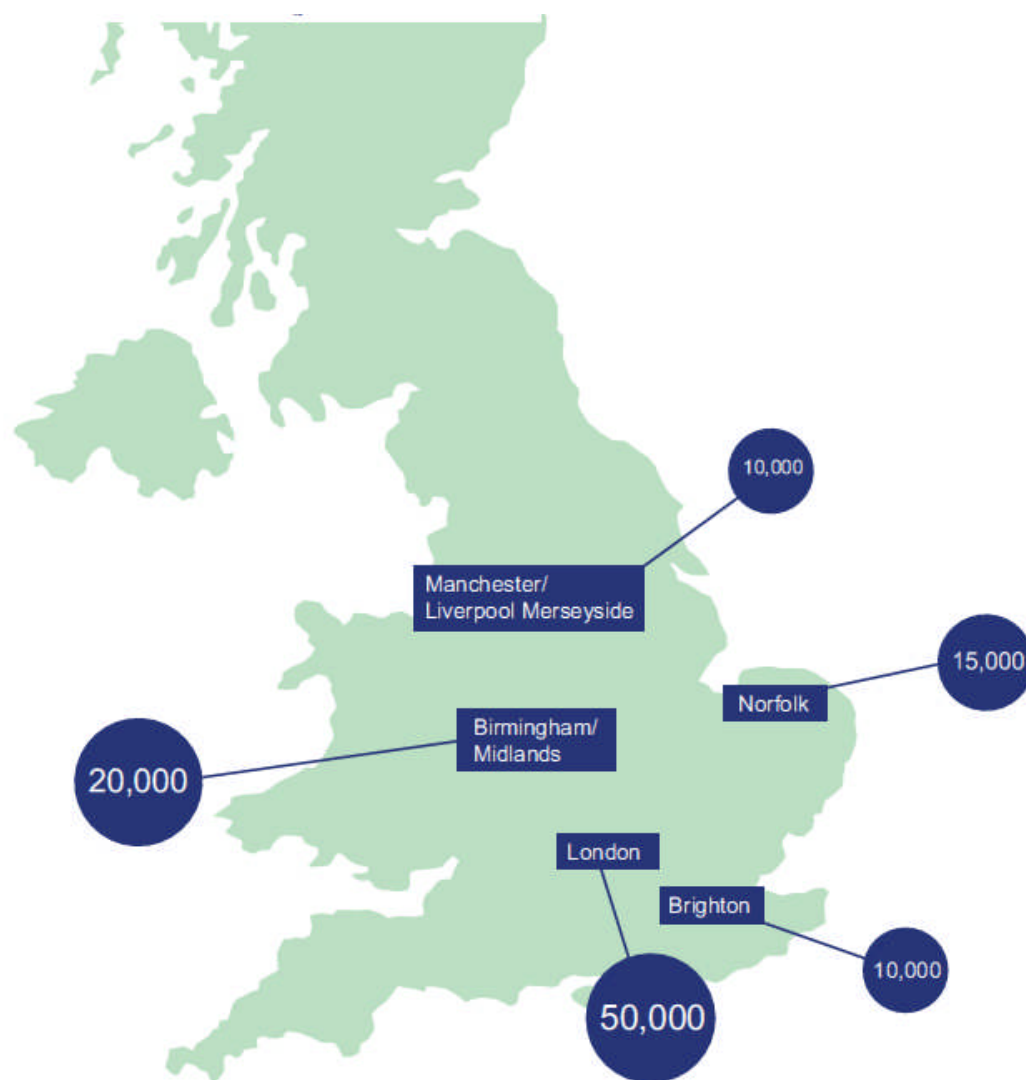 10,000
Manchester/
Liverpool Merseyside
15,000
Norfolk
Birmingham/
Midlands
20,000
London
Brighton
10,000
50,000